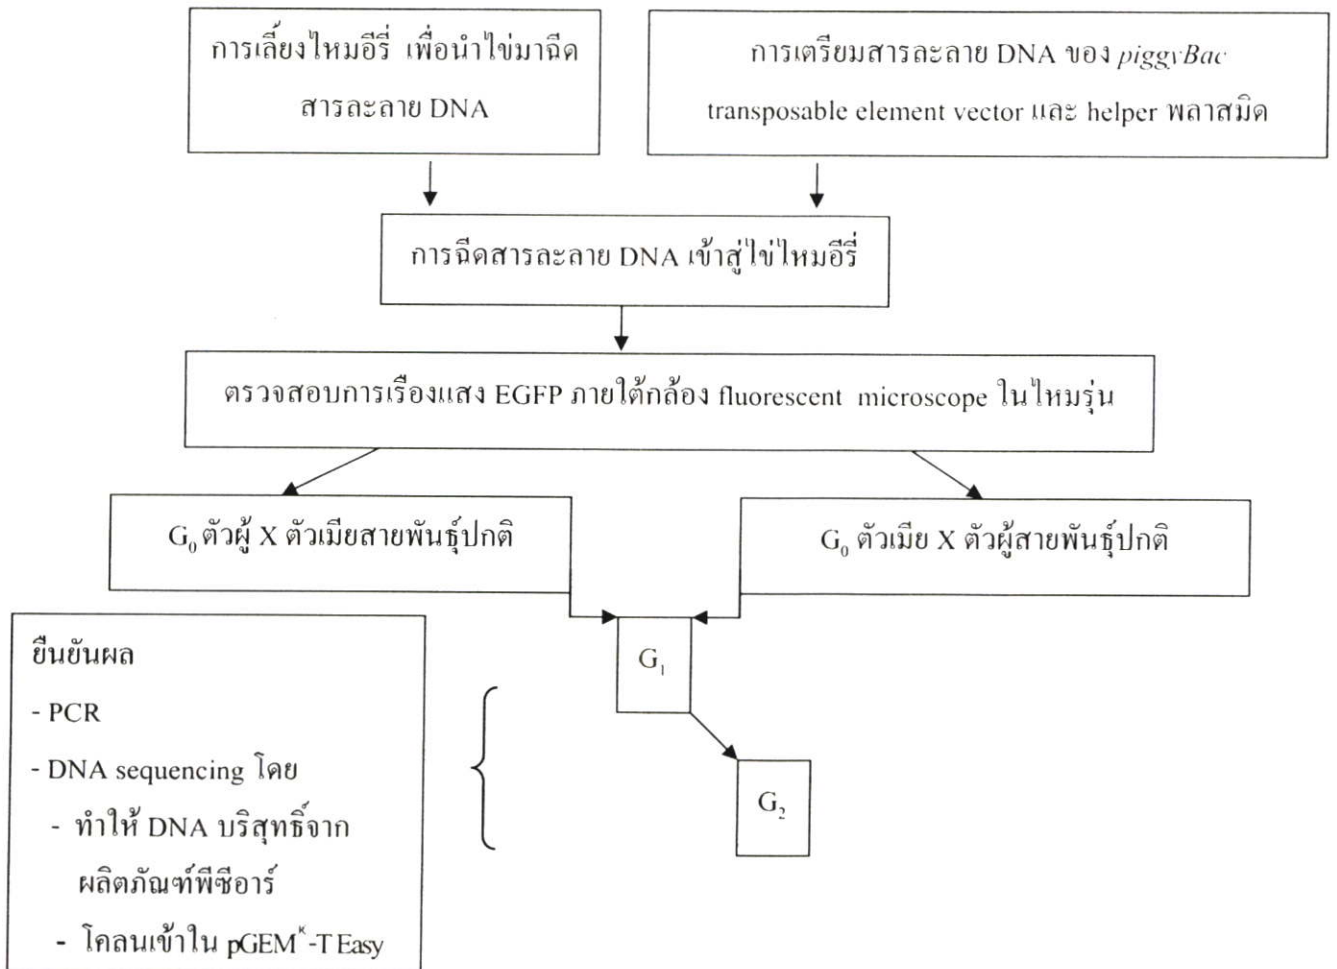 การเลี้ยงไหมอีรี่ เพื่อนำไข่มาฉีด
สารละลาย DNA
การเตรียมสารละลาย DNA ของ piggyBac
transposable element vector และ helper พลาสมิด
การฉีดสารละลาย DNA เข้าสู่ไข่ไหมอีรี่
ตรวจสอบการเรืองแสง EGFP ภายใต้กล้อง fluorescent microscope ในไหมรุ่น
G₀ ตัวผู้ X ตัวเมียสายพันธุ์ปกติ
G₀ ตัวเมีย X ตัวผู้สายพันธุ์ปกติ
G₁
G₂
ยืนยันผล
- PCR
- DNA sequencing โดย
- ทำให้ DNA บริสุทธิ์จาก
ผลิตภัณฑ์พีซีอาร์
- โคลนเข้าใน pGEM®-T Easy